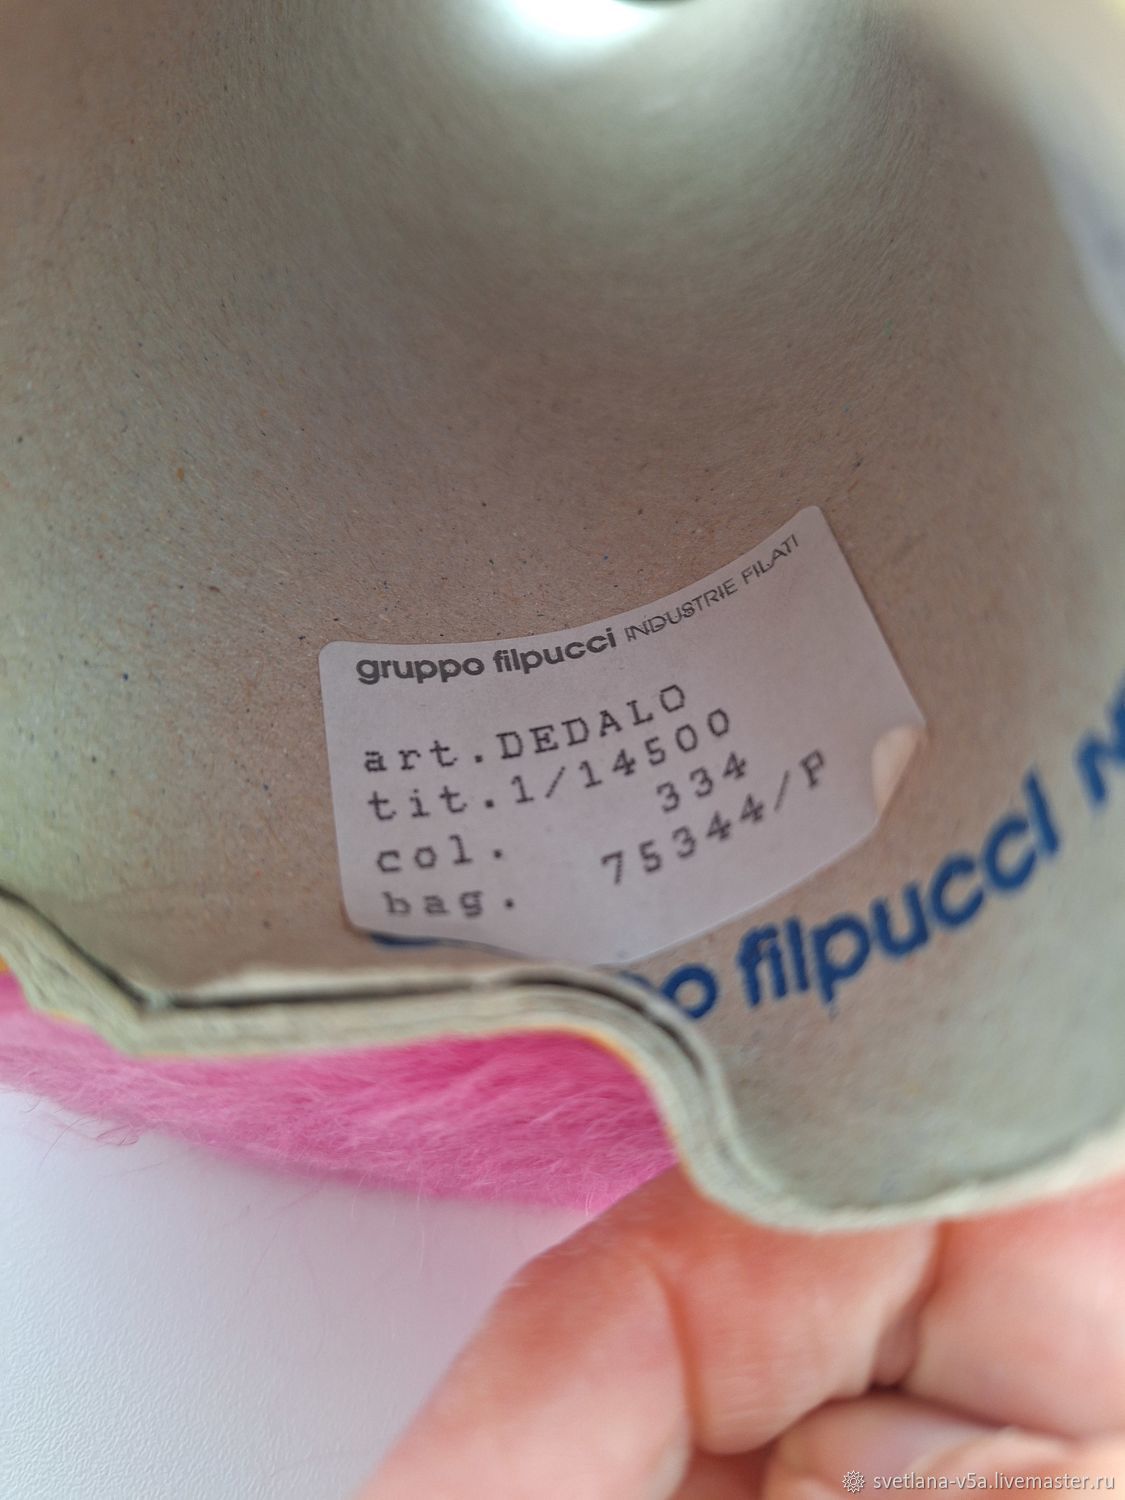 gruppo filpucci INDUSTRIE FILATI
art.DEDALO
tit.1/14500
col. 334
bag. 75344/P
filpucci
svetlana-v5a.livemaster.ru